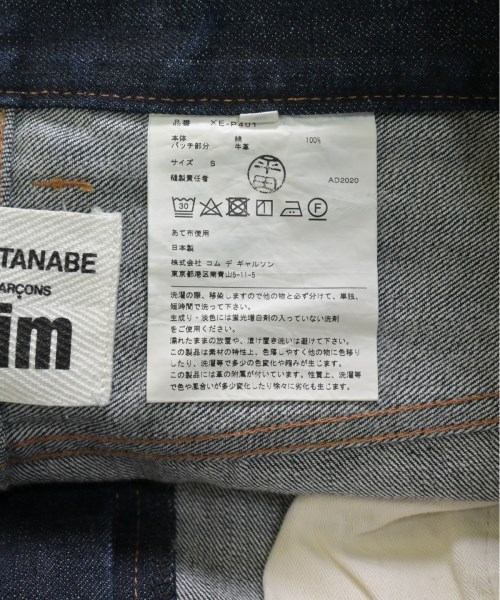 品番 XE-P401
本体 綿 100%
パッチ部分 牛革
サイズ S
縫製責任者 平田 AD2020
30 F
あて布使用
日本製
株式会社 コム デ ギャルソン
東京都港区南青山5-11-5
洗濯の際、移染しますので他の物と必ず分けて、単独、
短時間で洗って下さい。
生成り・淡色には蛍光増白剤の入っていない洗剤
をご使用ください。
濡れたままの放置や、漬け置き洗いは避けて下さい。
この製品は素材の特性上、色落しやすく他の物に色移り
したり、洗濯等で多少の色変化や縮みが生じます。
この製品には革の附属が付いています。性質上、洗濯等
で色や風合いが多少変化したり徐々に劣化も生じます。
TANABE
GARÇONS
im